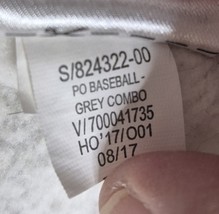 S/824322-00
PO BASEBALL-
GREY COMBO
V/700041735
HO'17/O01
08/17